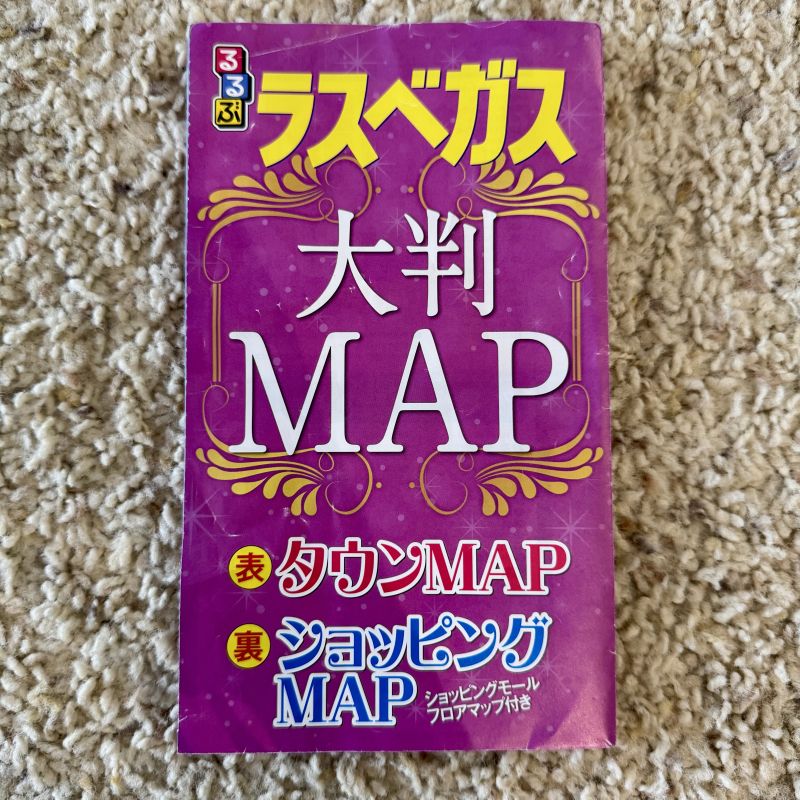 るるぶ
ラスベガス
大判
MAP
表 タウンMAP
裏 ショッピング
MAP ショッピングモール
フロアマップ付き